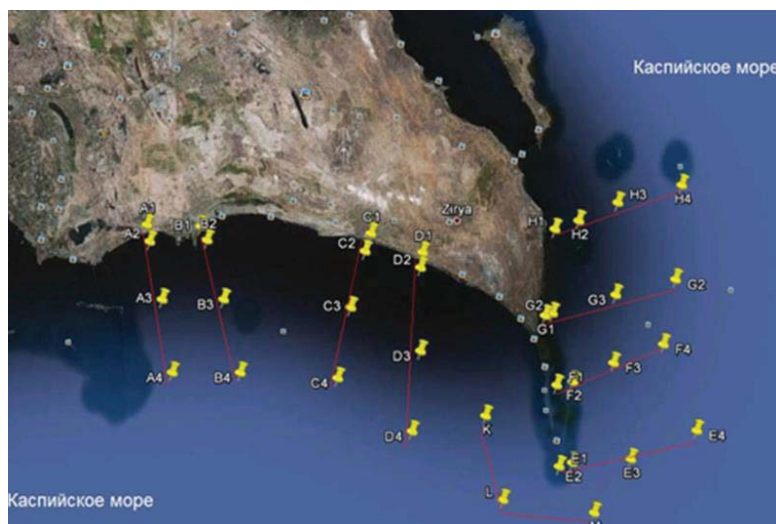 Каспийское море
H3
H4
Zirya
A1
B1
B2
C1
H1
H2
A2
C2
D1
D2
G3
G2
A3
B3
C3
G2
G1
D3
F4
F3
A4
B4
C4
F1
F2
K
D4
E4
E1
E3
E2
L
Каспийское море